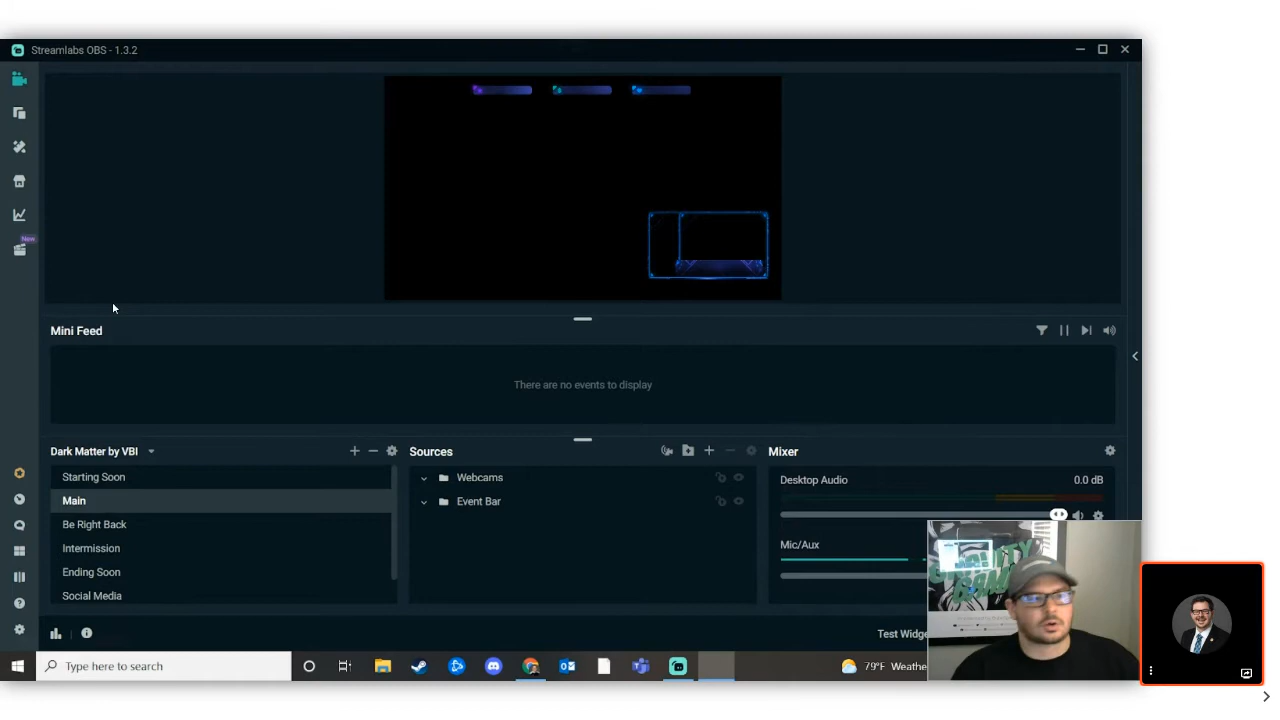 Streamlabs OBS - 1.3.2
New
Mini Feed
There are no events to display
Dark Matter by VBI
Sources
Mixer
Starting Soon
Webcams
Desktop Audio
0.0 dB
Main
Event Bar
Be Right Back
Intermission
Mic/Aux
Ending Soon
Social Media
Test Widg
Type here to search
79°F Weathe